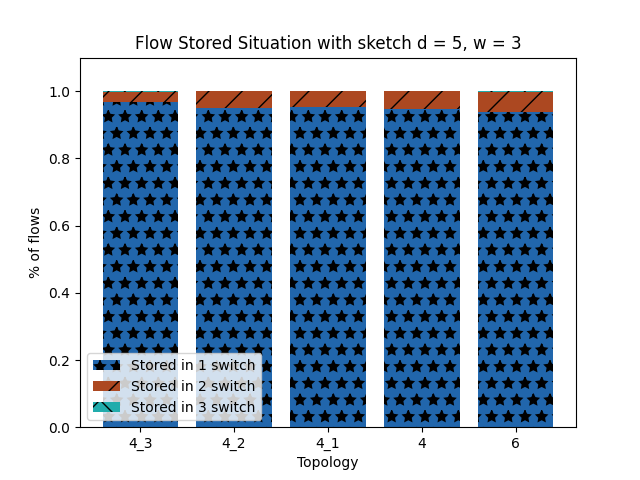 Flow Stored Situation with sketch d = 5, w = 3
% of flows
1.0
0.8
0.6
0.4
0.2
0.0
Stored in 1 switch
Stored in 2 switch
Stored in 3 switch
4_3 4_2 4_1 4 6
Topology